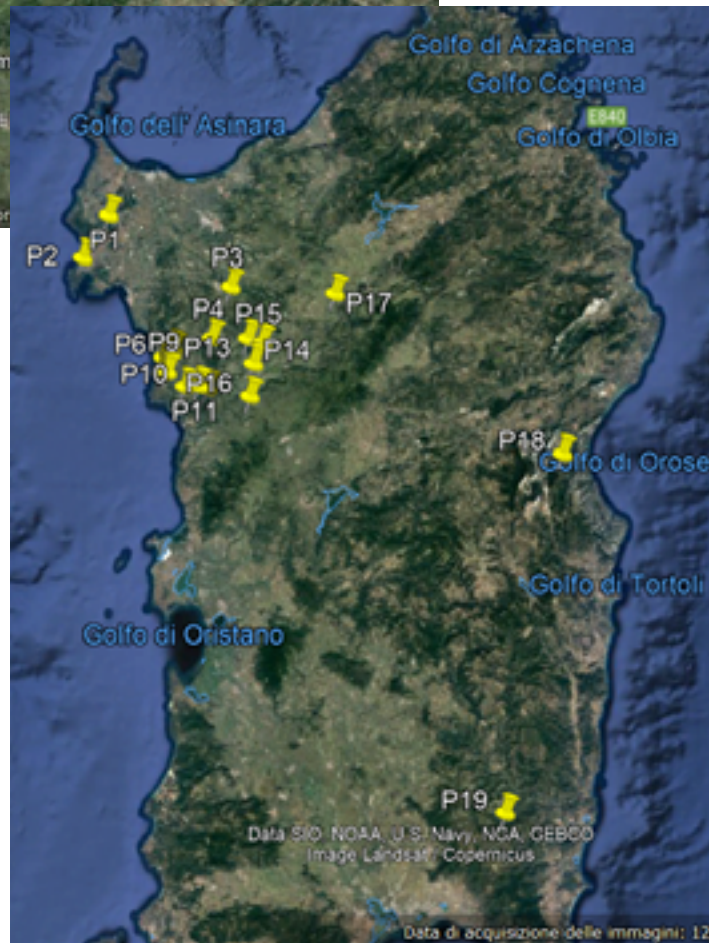 Golfo di Arzachena
Golfo Cognena
E840
Golfo dell' Asinara
Golfo di Olbia
P1
P2
P3
P17
P4
P15
P6
P9
P13
P14
P10
P16
P11
P18
Golfo di Orose
Golfo di Tortolì
Golfo di Oristano
P19
Data SIO, NOAA, U.S. Navy, NGA, GEBCO
Image Landsat / Copernicus
Data di acquisizione delle immagini: 12